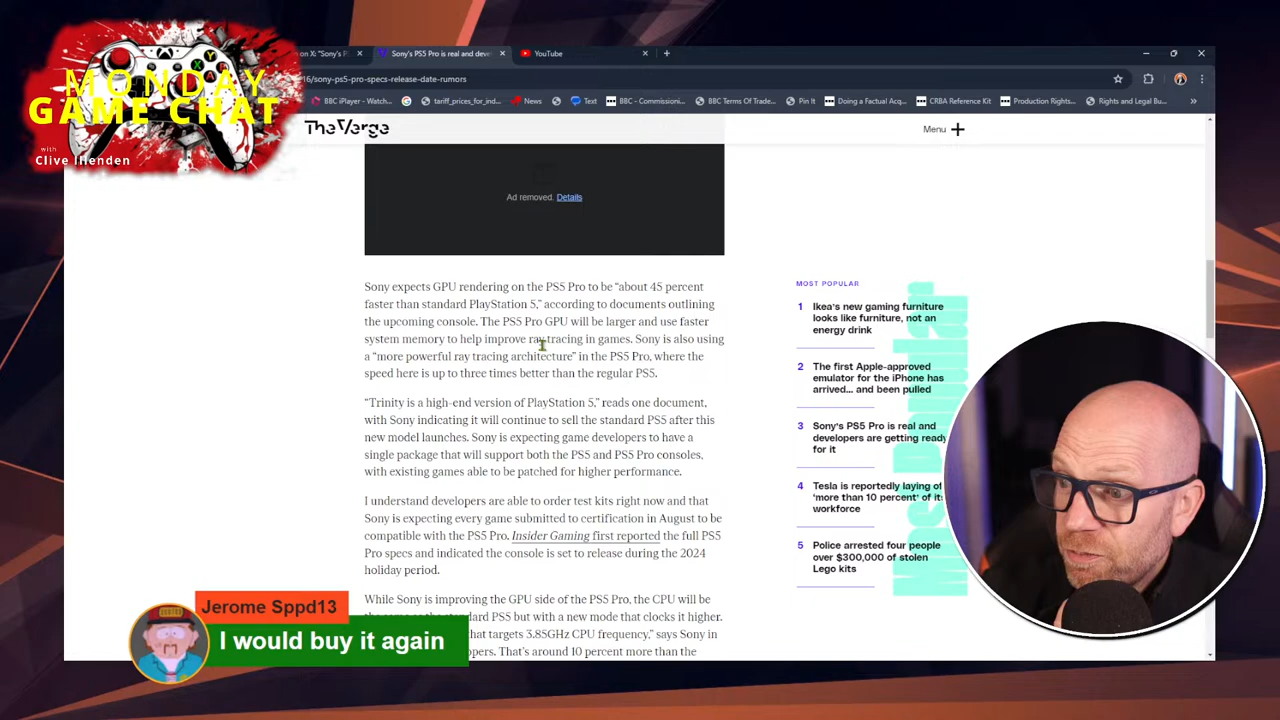 MONDAY
GAME CHAT
with
Clive Illenden
on X: "Sony's P
Sony's PS5 Pro is real and deve
YouTube
16/sony-ps5-pro-specs-release-date-rumors
BBC iPlayer - Watch...
tariff_prices_for_ind...
News
Text
BBC - Commissioni...
BBC Terms Of Trade...
Pin It
Doing a Factual Acq...
CRBA Reference Kit
Production Rights...
Rights and Legal Bu...
The Verge
Menu
Ad removed. Details
Sony expects GPU rendering on the PS5 Pro to be “about 45 percent
faster than standard PlayStation 5,” according to documents outlining
the upcoming console. The PS5 Pro GPU will be larger and use faster
system memory to help improve ray tracing in games. Sony is also using
a “more powerful ray tracing architecture” in the PS5 Pro, where the
speed here is up to three times better than the regular PS5.
“Trinity is a high-end version of PlayStation 5,” reads one document,
with Sony indicating it will continue to sell the standard PS5 after this
new model launches. Sony is expecting game developers to have a
single package that will support both the PS5 and PS5 Pro consoles,
with existing games able to be patched for higher performance.
I understand developers are able to order test kits right now and that
Sony is expecting every game submitted to certification in August to be
compatible with the PS5 Pro. Insider Gaming first reported the full PS5
Pro specs and indicated the console is set to release during the 2024
holiday period.
While Sony is improving the GPU side of the PS5 Pro, the CPU will be
standard PS5 but with a new mode that clocks it higher.
that targets 3.85GHz CPU frequency,” says Sony in
That’s around 10 percent more than the
MOST POPULAR
1 Ikea’s new gaming furniture
looks like furniture, not an
energy drink
2 The first Apple-approved
emulator for the iPhone has
arrived... and been pulled
3 Sony’s PS5 Pro is real and
developers are getting ready
for it
4 Tesla is reportedly laying of
‘more than 10 percent’ of its
workforce
5 Police arrested four people
over $300,000 of stolen
Lego kits
Jerome Sppd13
I would buy it again